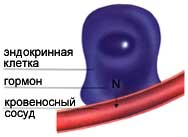 эндокринная
клетка
гормон
N
кровеносный
сосуд